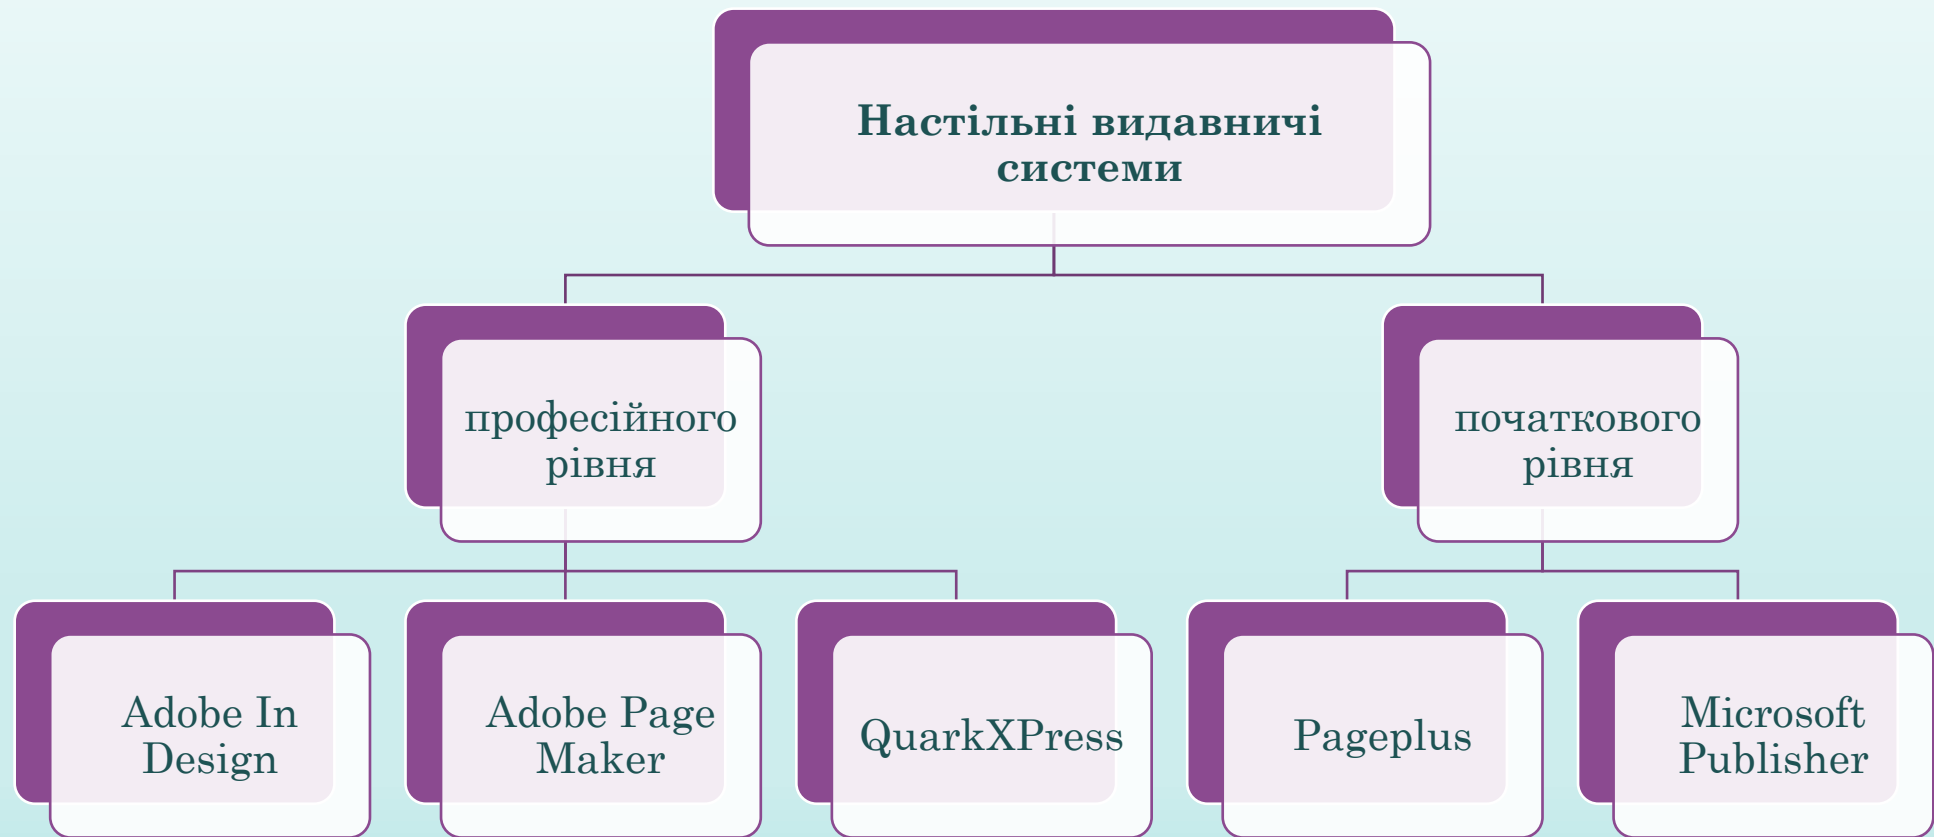 Настільні видавничі
системи
професійного
рівня
початкового
рівня
Adobe In
Design
Adobe Page
Maker
QuarkXPress
Pageplus
Microsoft
Publisher